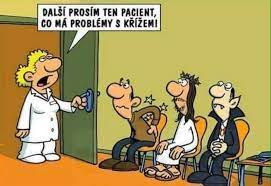 DALŠÍ PROSÍM TEN PACIENT,
CO MÁ PROBLÉMY S KŘÍŽEM!